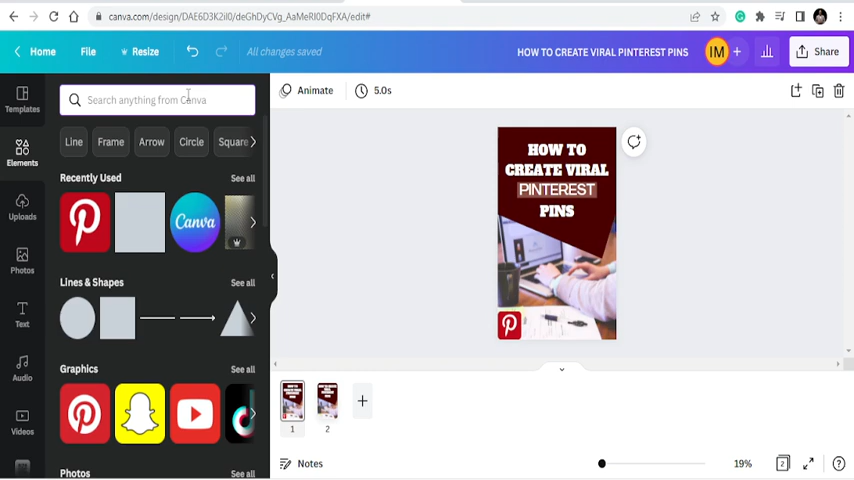 canva.com/design/DAE6D3K2iI0/deGhDyCVg_AaMeRI0DqFXA/edit#
Home File Resize All changes saved HOW TO CREATE VIRAL PINTEREST PINS IM + Share
Templates
Elements
Uploads
Photos
Text
Audio
Videos
Search anything from Canva
Line Frame Arrow Circle Square
Recently Used See all
Canva
Lines & Shapes See all
Graphics See all
Photos See all
Animate 5.0s
HOW TO
CREATE VIRAL
PINTEREST
PINS
1 2
Notes 19% 2